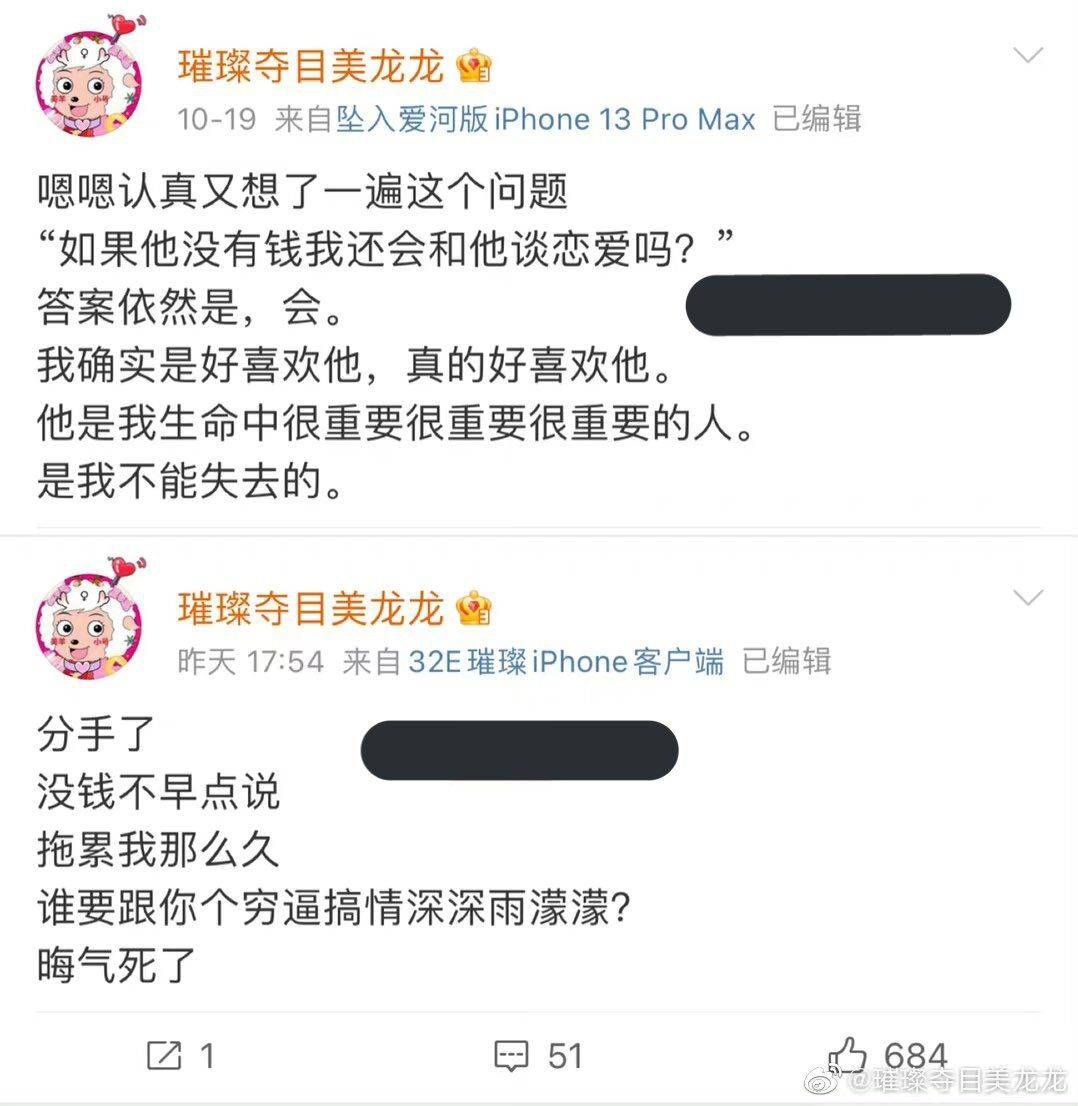 璀璨夺目美龙龙
10-19 来自坠入爱河版iPhone 13 Pro Max 已编辑
嗯嗯认真又想了一遍这个问题
“如果他没有钱我还会和他谈恋爱吗？”
答案依然是，会。
我确实是好喜欢他，真的好喜欢他。
他是我生命中很重要很重要很重要的人。
是我不能失去的。
璀璨夺目美龙龙
昨天 17:54 来自 32E璀璨iPhone客户端 已编辑
分手了
没钱不早点说
拖累我那么久
谁要跟你个穷逼搞情深深雨濛濛？
晦气死了
1
51
684
@璀璨夺目美龙龙